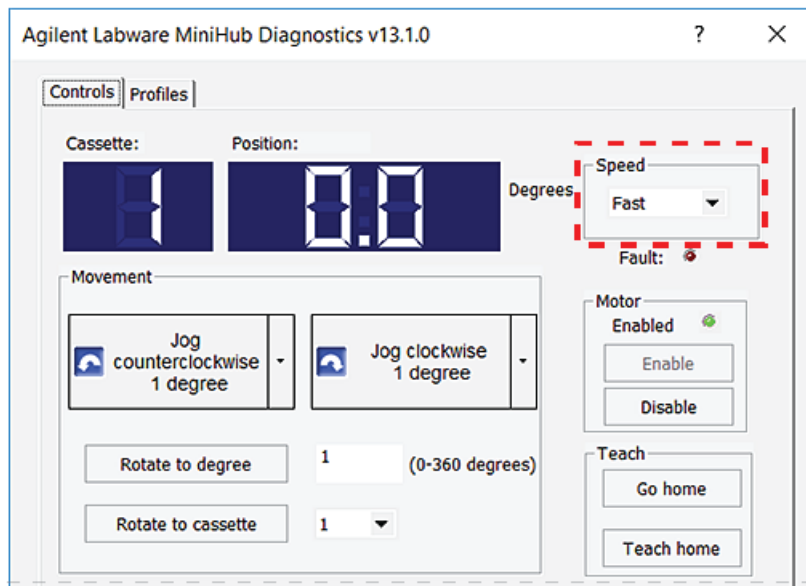 Agilent Labware MiniHub Diagnostics v13.1.0
Controls
Profiles
Cassette:
1
Position:
0.0
Degrees
Speed
Fast
Fault:
Movement
Jog
counterclockwise
1 degree
Jog clockwise
1 degree
Rotate to degree
1
(0-360 degrees)
Rotate to cassette
1
Motor
Enabled
Enable
Disable
Teach
Go home
Teach home